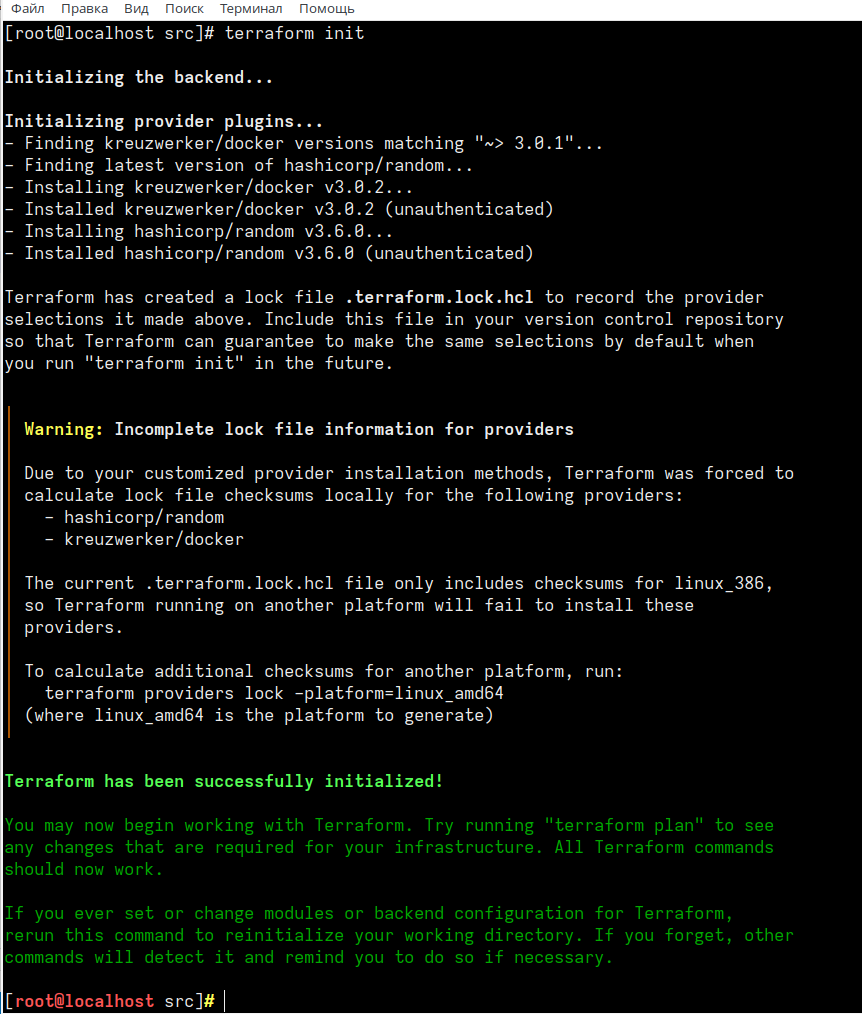 Файл Правка Вид Поиск Терминал Помощь
[root@localhost src]# terraform init
Initializing the backend...
Initializing provider plugins...
- Finding kreuzwerker/docker versions matching "~> 3.0.1"...
- Finding latest version of hashicorp/random...
- Installing kreuzwerker/docker v3.0.2...
- Installed kreuzwerker/docker v3.0.2 (unauthenticated)
- Installing hashicorp/random v3.6.0...
- Installed hashicorp/random v3.6.0 (unauthenticated)
Terraform has created a lock file .terraform.lock.hcl to record the provider
selections it made above. Include this file in your version control repository
so that Terraform can guarantee to make the same selections by default when
you run "terraform init" in the future.
Warning: Incomplete lock file information for providers
Due to your customized provider installation methods, Terraform was forced to
calculate lock file checksums locally for the following providers:
- hashicorp/random
- kreuzwerker/docker
The current .terraform.lock.hcl file only includes checksums for linux_386,
so Terraform running on another platform will fail to install these
providers.
To calculate additional checksums for another platform, run:
terraform providers lock -platform=linux_amd64
(where linux_amd64 is the platform to generate)
Terraform has been successfully initialized!
You may now begin working with Terraform. Try running "terraform plan" to see
any changes that are required for your infrastructure. All Terraform commands
should now work.
If you ever set or change modules or backend configuration for Terraform,
rerun this command to reinitialize your working directory. If you forget, other
commands will detect it and remind you to do so if necessary.
[root@localhost src]#